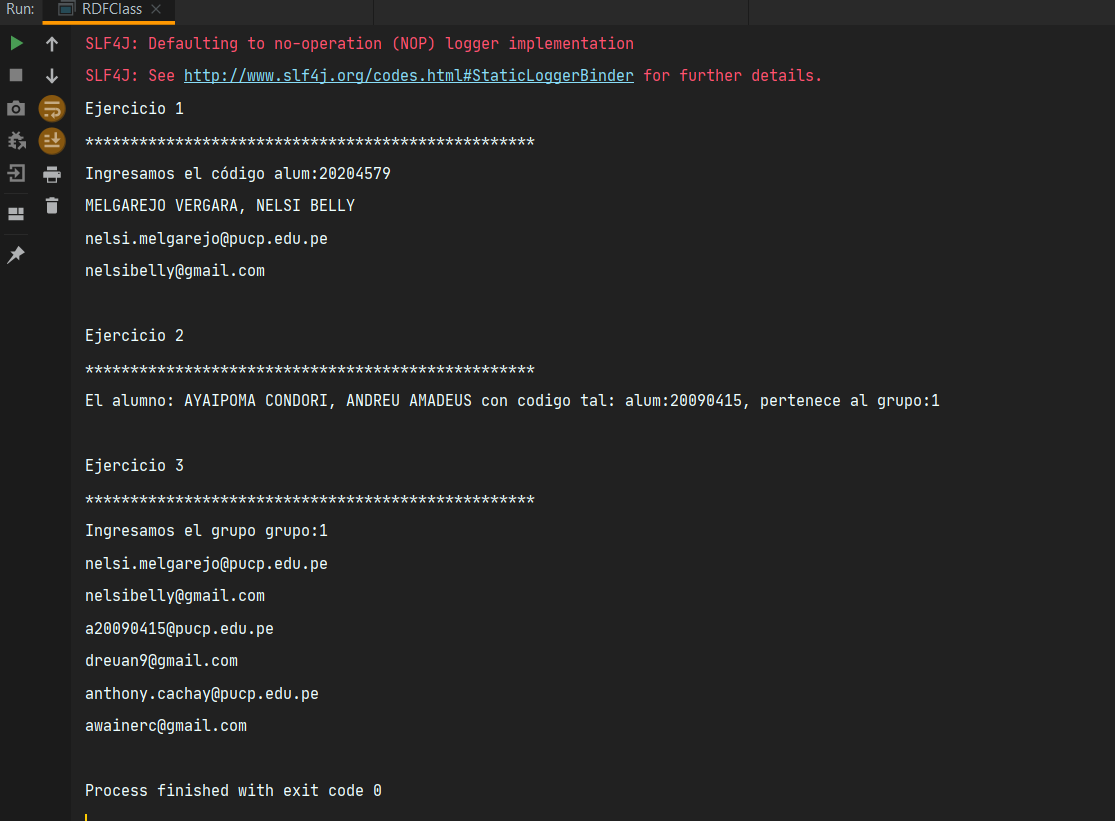 Run: RDFClass
SLF4J: Defaulting to no-operation (NOP) logger implementation
SLF4J: See http://www.slf4j.org/codes.html#StaticLoggerBinder for further details.
Ejercicio 1
**************************************************
Ingresamos el código alum:20204579
MELGAREJO VERGARA, NELSI BELLY
nelsi.melgarejo@pucp.edu.pe
nelsibelly@gmail.com
Ejercicio 2
**************************************************
El alumno: AYAIPOMA CONDORI, ANDREU AMADEUS con codigo tal: alum:20090415, pertenece al grupo:1
Ejercicio 3
**************************************************
Ingresamos el grupo grupo:1
nelsi.melgarejo@pucp.edu.pe
nelsibelly@gmail.com
a20090415@pucp.edu.pe
dreuan9@gmail.com
anthony.cachay@pucp.edu.pe
awainerc@gmail.com
Process finished with exit code 0